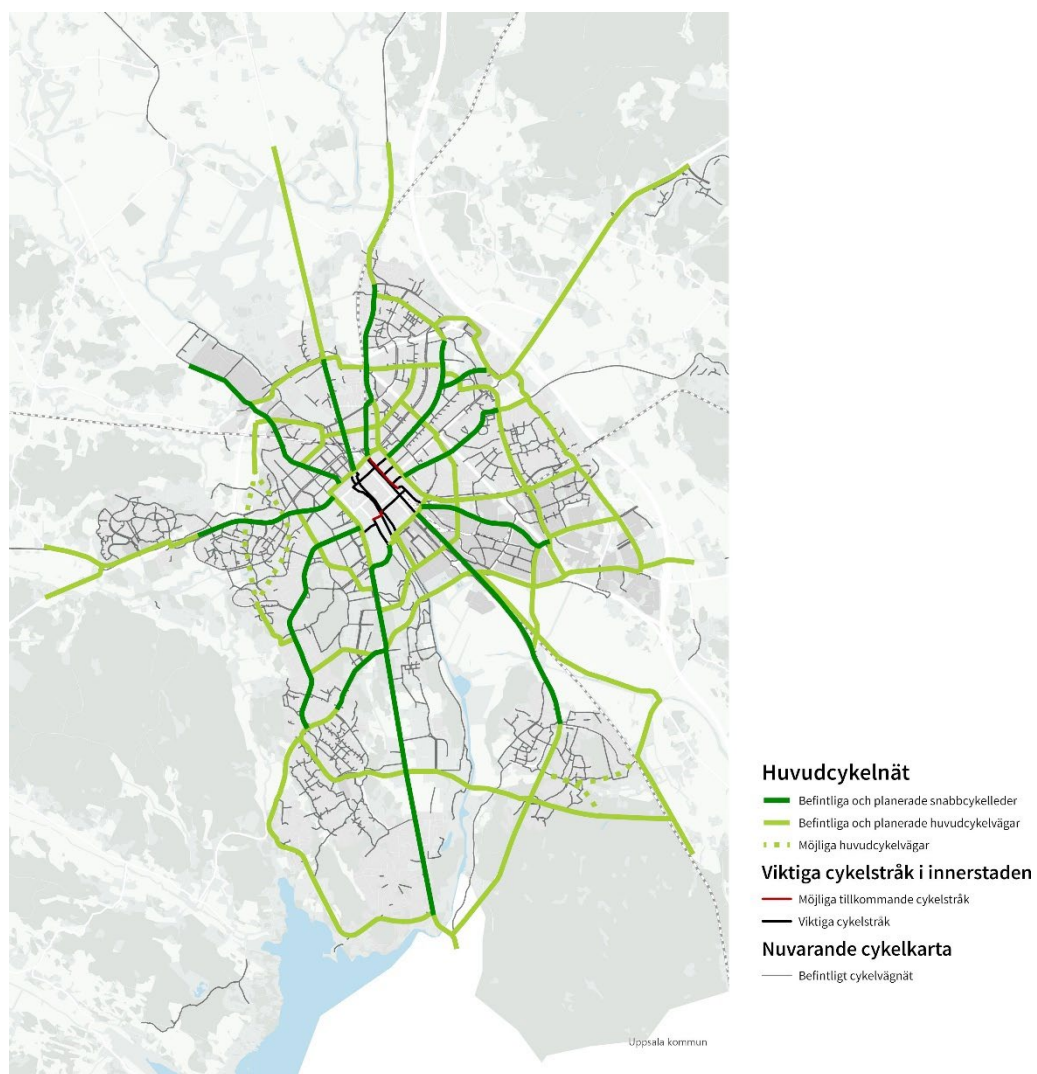 Huvudcykelnät
Befintliga och planerade snabbcykelleder
Befintliga och planerade huvudcykelvägar
Möjliga huvudcykelvägar
Viktiga cykelstråk i innerstaden
Möjliga tillkommande cykelstråk
Viktiga cykelstråk
Nuvarande cykelkarta
Befintligt cykelvägnät
Uppsala kommun